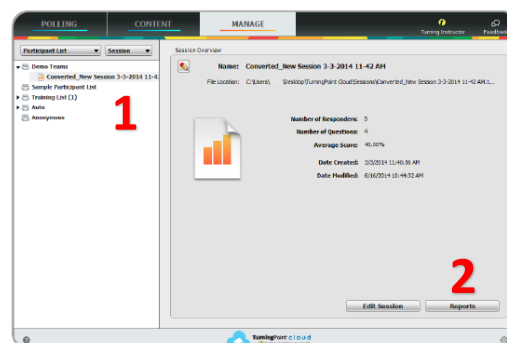 POLLING CONTENT MANAGE
Turning Instructor Feedback
Participant List Session
Session Overview
Demo Teams
Converted_New Session 3-3-2014 11-4
Sample Participant List
Training List (1)
Auto
Anonymous
1
Name: Converted_New Session 3-3-2014 11-42 AM
File Location: C:\Users\ \Desktop\TurningPoint Cloud\Sessions\Converted_New Session 3-3-2014 11-42 AM.t...
Number of Responders: 5
Number of Questions: 4
Average Score: 40.00%
Date Created: 3/3/2014 11:40:36 AM
Date Modified: 6/16/2014 10:44:32 AM
2
Edit Session Reports
TurningPoint cloud